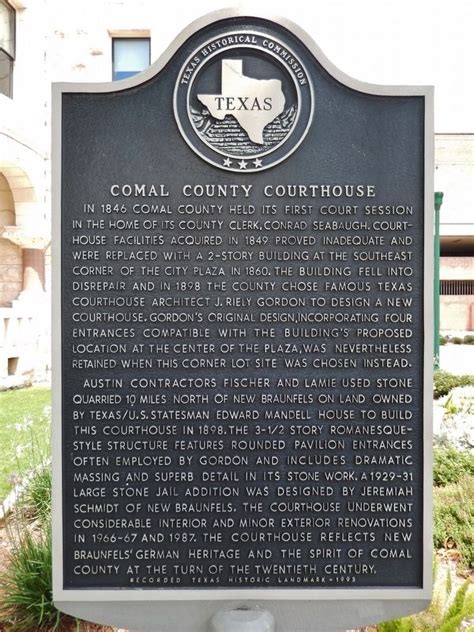 TEXAS HISTORICAL COMMISSION
TEXAS
COMAL COUNTY COURTHOUSE
IN 1846 COMAL COUNTY HELD ITS FIRST COURT SESSION
IN THE HOME OF ITS COUNTY CLERK, CONRAD SEABAUGH. COURT-
HOUSE FACILITIES ACQUIRED IN 1849 PROVED INADEQUATE AND
WERE REPLACED WITH A 2-STORY BUILDING AT THE SOUTHEAST
CORNER OF THE CITY PLAZA IN 1860. THE BUILDING FELL INTO
DISREPAIR AND IN 1898 THE COUNTY CHOSE FAMOUS TEXAS
COURTHOUSE ARCHITECT J. RIELY GORDON TO DESIGN A NEW
COURTHOUSE. GORDON'S ORIGINAL DESIGN, INCORPORATING FOUR
ENTRANCES COMPATIBLE WITH THE BUILDING'S PROPOSED
LOCATION AT THE CENTER OF THE PLAZA, WAS NEVERTHELESS
RETAINED WHEN THIS CORNER LOT SITE WAS CHOSEN INSTEAD.
AUSTIN CONTRACTORS FISCHER AND LAMIE USED STONE
QUARRIED 10 MILES NORTH OF NEW BRAUNFELS ON LAND OWNED
BY TEXAS/U.S. STATESMAN EDWARD MANDELL HOUSE TO BUILD
THIS COURTHOUSE IN 1898. THE 3-1/2 STORY ROMANESQUE-
STYLE STRUCTURE FEATURES ROUNDED PAVILION ENTRANCES
OFTEN EMPLOYED BY GORDON AND INCLUDES DRAMATIC
MASSING AND SUPERB DETAIL IN ITS STONE WORK. A 1929-31
LARGE STONE JAIL ADDITION WAS DESIGNED BY JEREMIAH
SCHMIDT OF NEW BRAUNFELS. THE COURTHOUSE UNDERWENT
CONSIDERABLE INTERIOR AND MINOR EXTERIOR RENOVATIONS
IN 1966-67 AND 1987. THE COURTHOUSE REFLECTS NEW
BRAUNFELS' GERMAN HERITAGE AND THE SPIRIT OF COMAL
COUNTY AT THE TURN OF THE TWENTIETH CENTURY.
RECORDED TEXAS HISTORIC LANDMARK - 1993